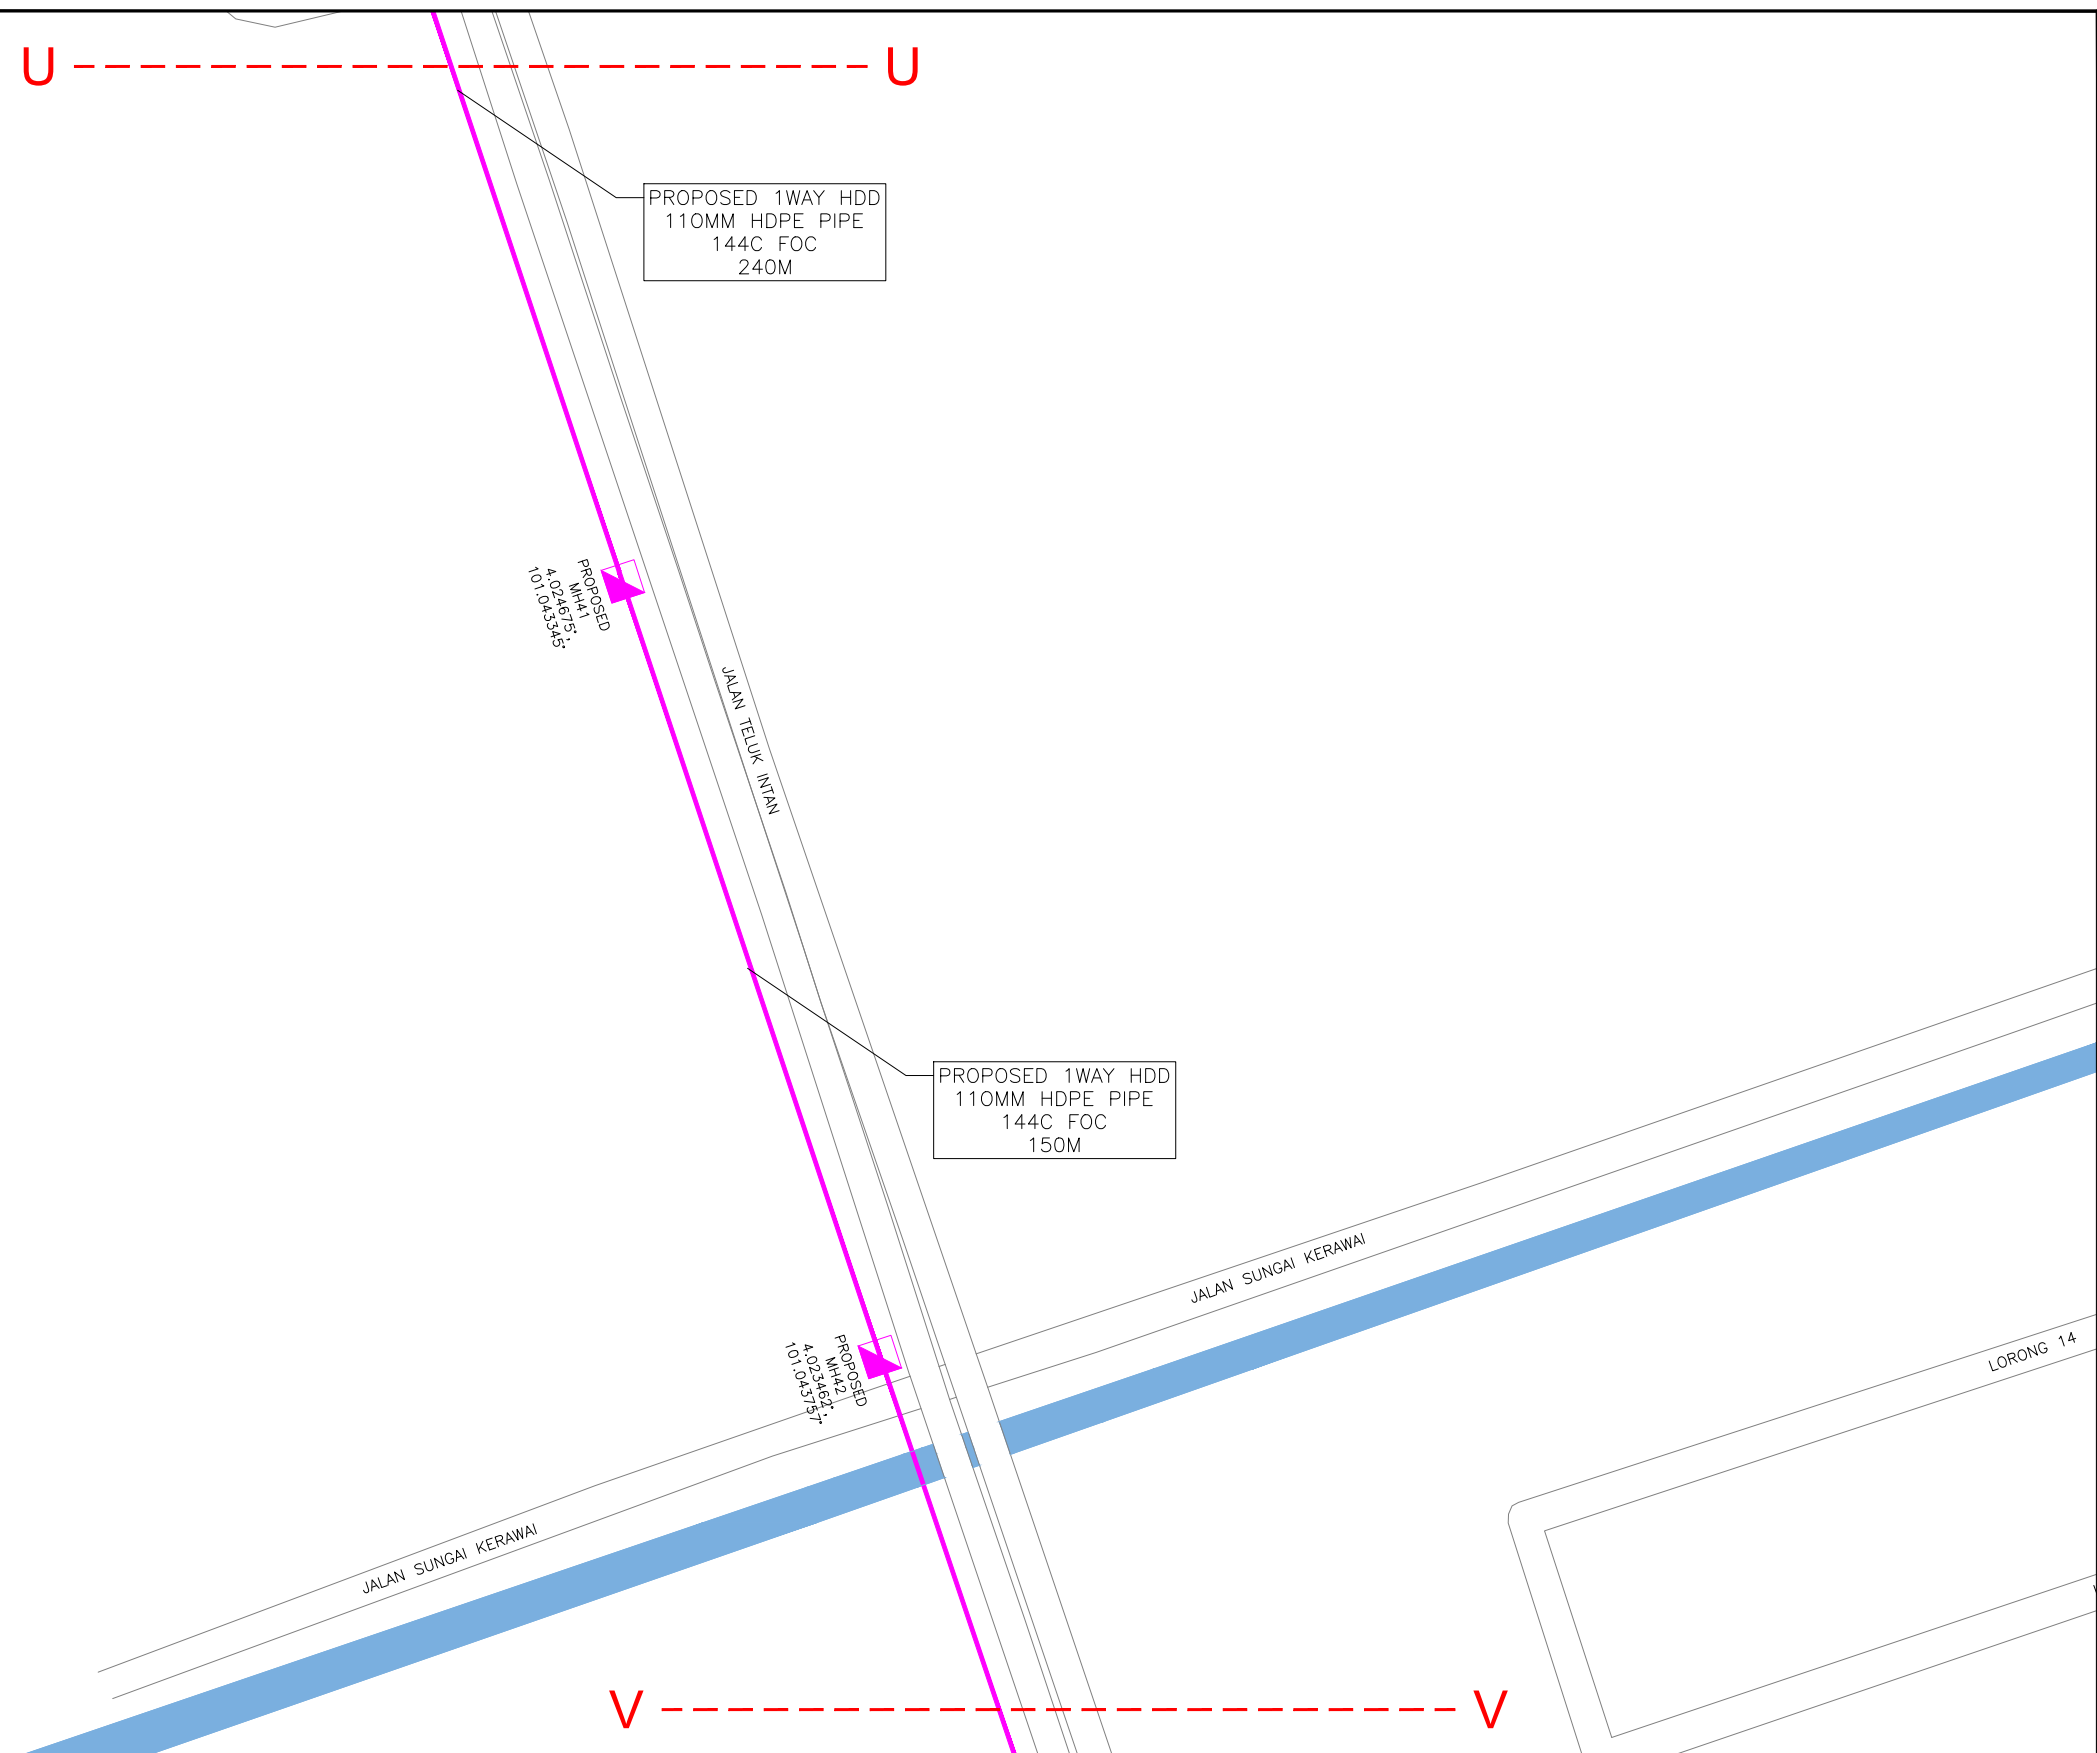 U U
PROPOSED 1WAY HDD
110MM HDPE PIPE
144C FOC
240M
PROPOSED
MH41
4.024675°,
101.043345°
JALAN TELUK INTAN
PROPOSED 1WAY HDD
110MM HDPE PIPE
144C FOC
150M
JALAN SUNGAI KERAWAI
LORONG 14
PROPOSED
MH42
4.023462°,
101.043757°
JALAN SUNGAI KERAWAI
V V